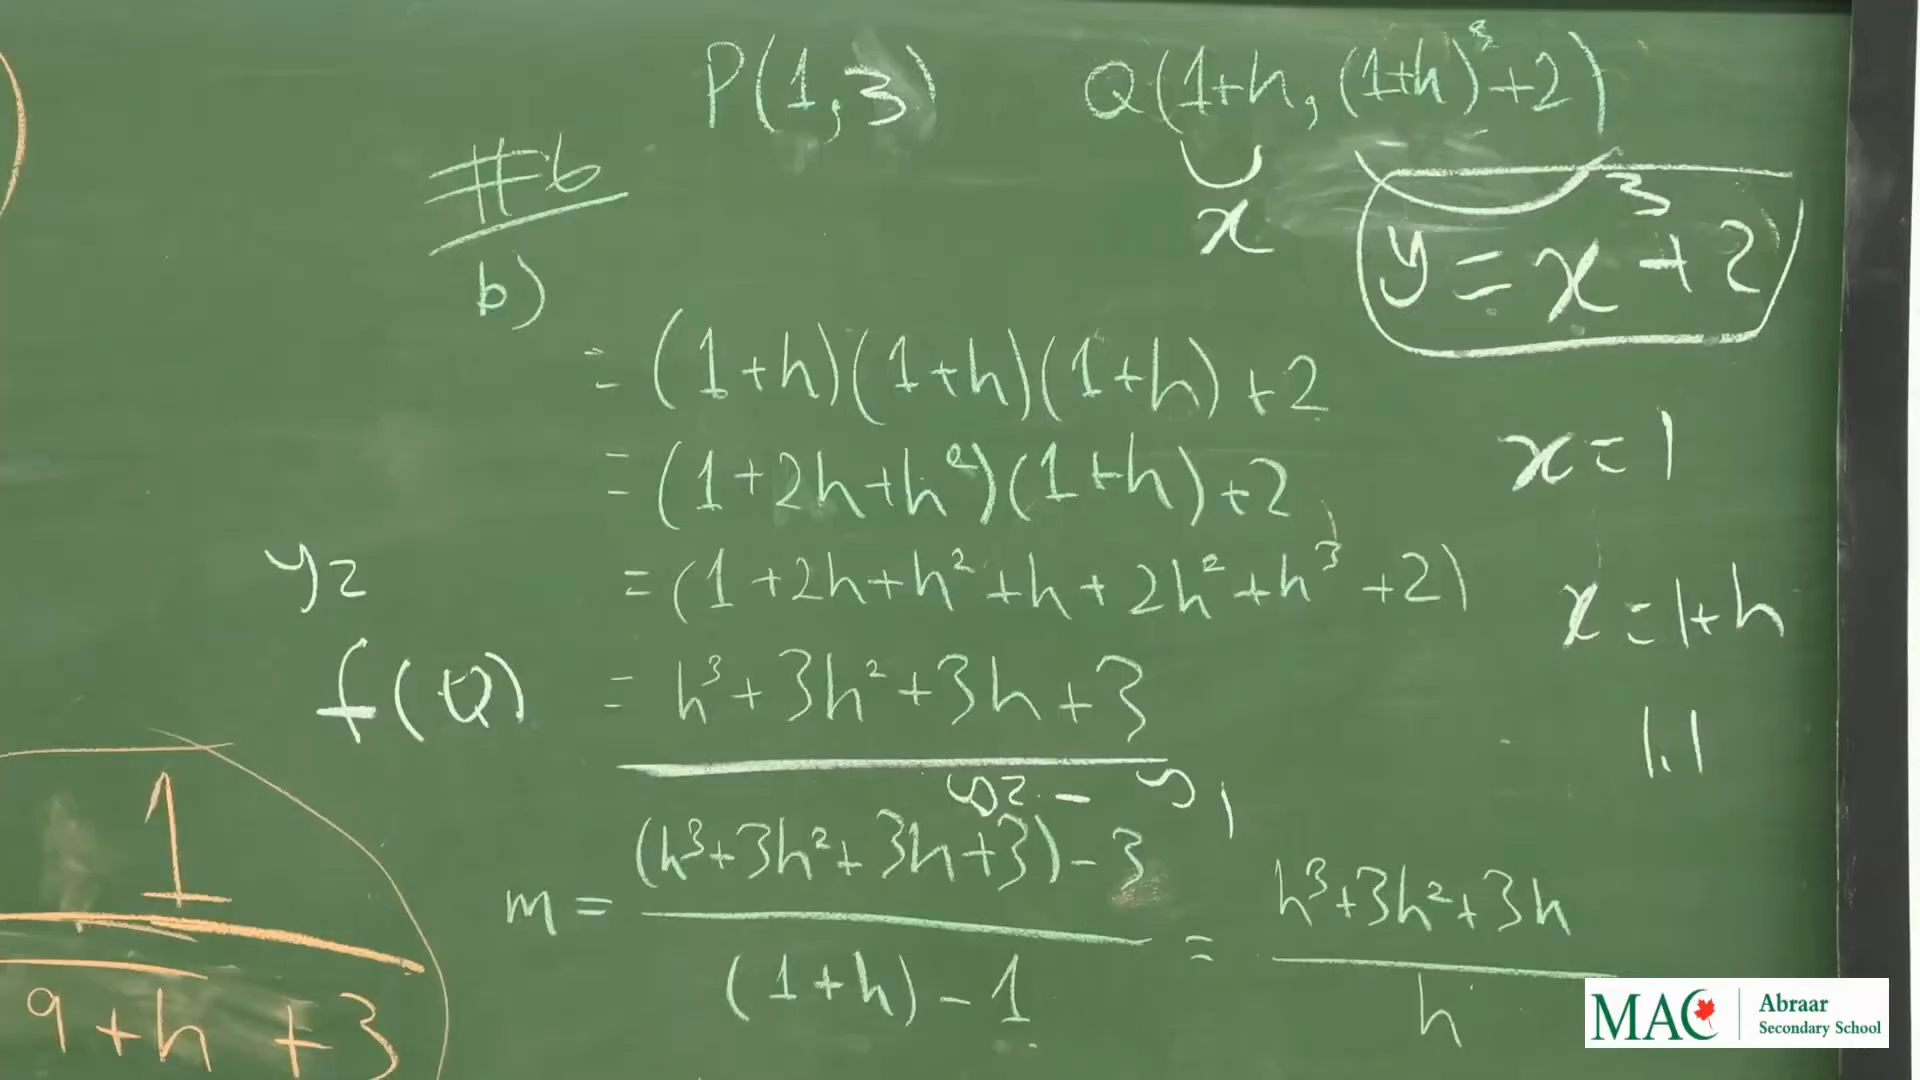 P(1,3) Q(1+h, (1+h)³+2)
#6
x
y = x³+2
b)
= (1+h)(1+h)(1+h)+2
x=1
= (1+2h+h²)(1+h)+2
y2
= (1+2h+h²+h+2h²+h³+2)
x=1+h
f(Q) = h³+3h²+3h+3
1.1
y2 - y1
m = (h³+3h²+3h+3)-3 / (1+h)-1 = h³+3h²+3h / h
1
9+h +3
MAC Abraar
Secondary School